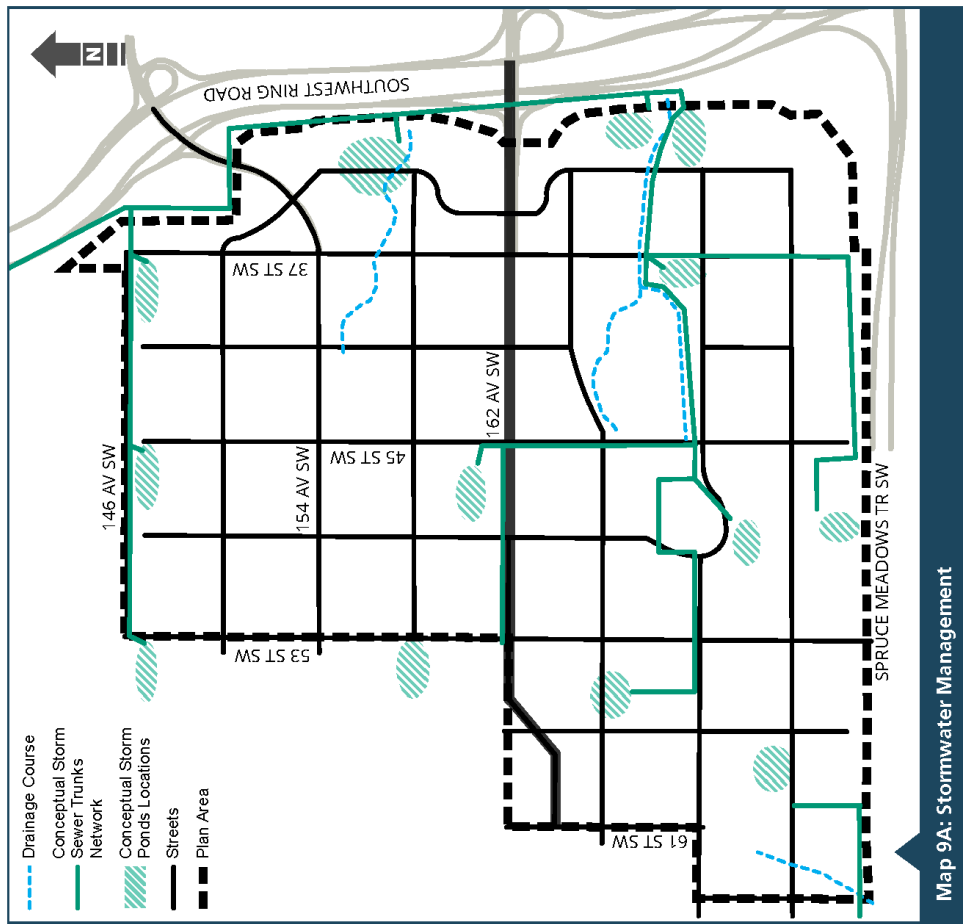 N
Drainage Course
Conceptual Storm
Sewer Trunks
Network
Conceptual Storm
Ponds Locations
Streets
Plan Area
SOUTHWEST RING ROAD
146 AV SW
154 AV SW
162 AV SW
37 ST SW
45 ST SW
53 ST SW
61 ST SW
SPRUCE MEADOWS TR SW
Map 9A: Stormwater Management